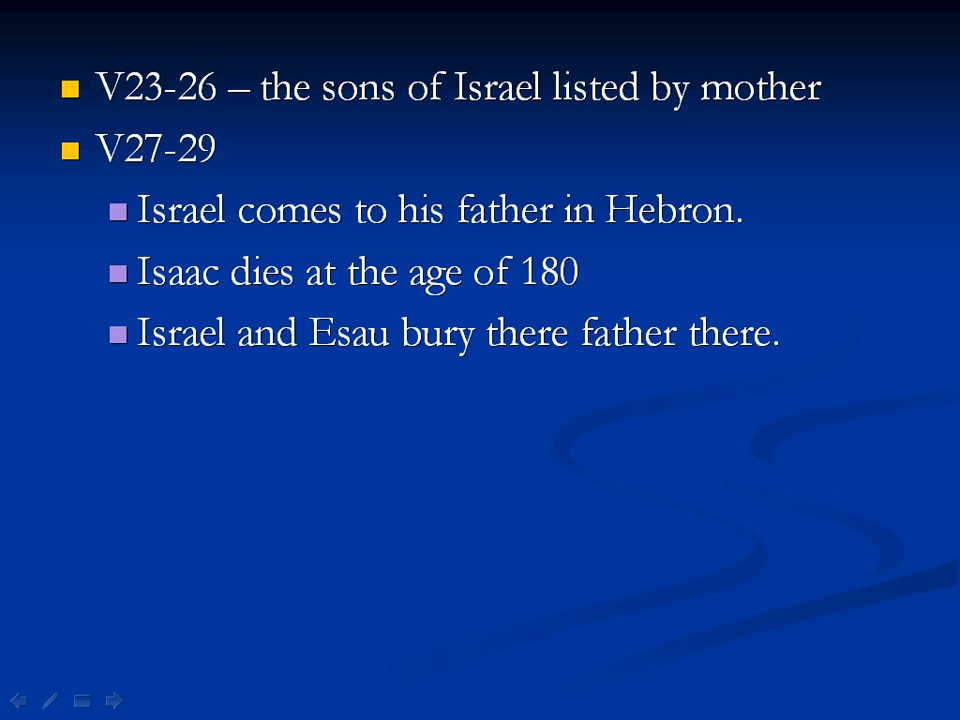 V23-26 – the sons of Israel listed by mother
V27-29
Israel comes to his father in Hebron.
Isaac dies at the age of 180
Israel and Esau bury there father there.